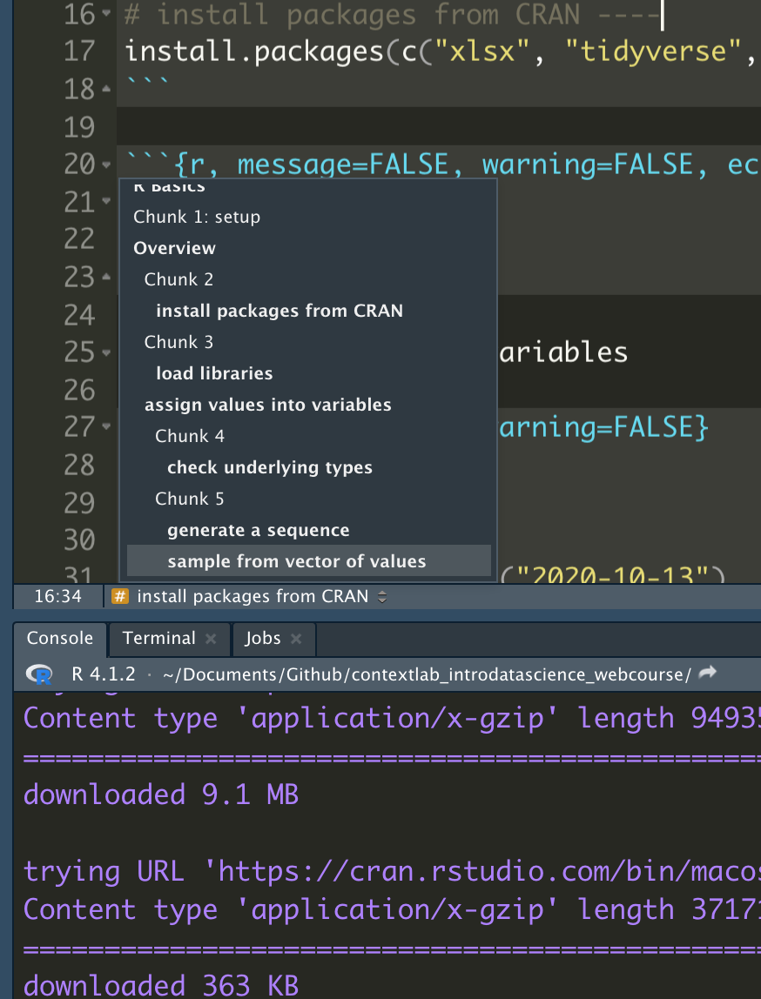 16 # install packages from CRAN ----
17 install.packages(c("xlsx", "tidyverse",
18 ```
19
20 ```{r, message=FALSE, warning=FALSE, ec
21
22
23
24
25 ariables
26
27 arning=FALSE}
28
29
30
31 ("2020-10-13")
R Basics
Chunk 1: setup
Overview
Chunk 2
install packages from CRAN
Chunk 3
load libraries
assign values into variables
Chunk 4
check underlying types
Chunk 5
generate a sequence
sample from vector of values
16:34 # install packages from CRAN
Console Terminal × Jobs ×
R R 4.1.2 · ~/Documents/Github/contextlab_introdatascience_webcourse/
Content type 'application/x-gzip' length 94935
==============================================
downloaded 9.1 MB
trying URL 'https://cran.rstudio.com/bin/macos
Content type 'application/x-gzip' length 37171
==============================================
downloaded 363 KB